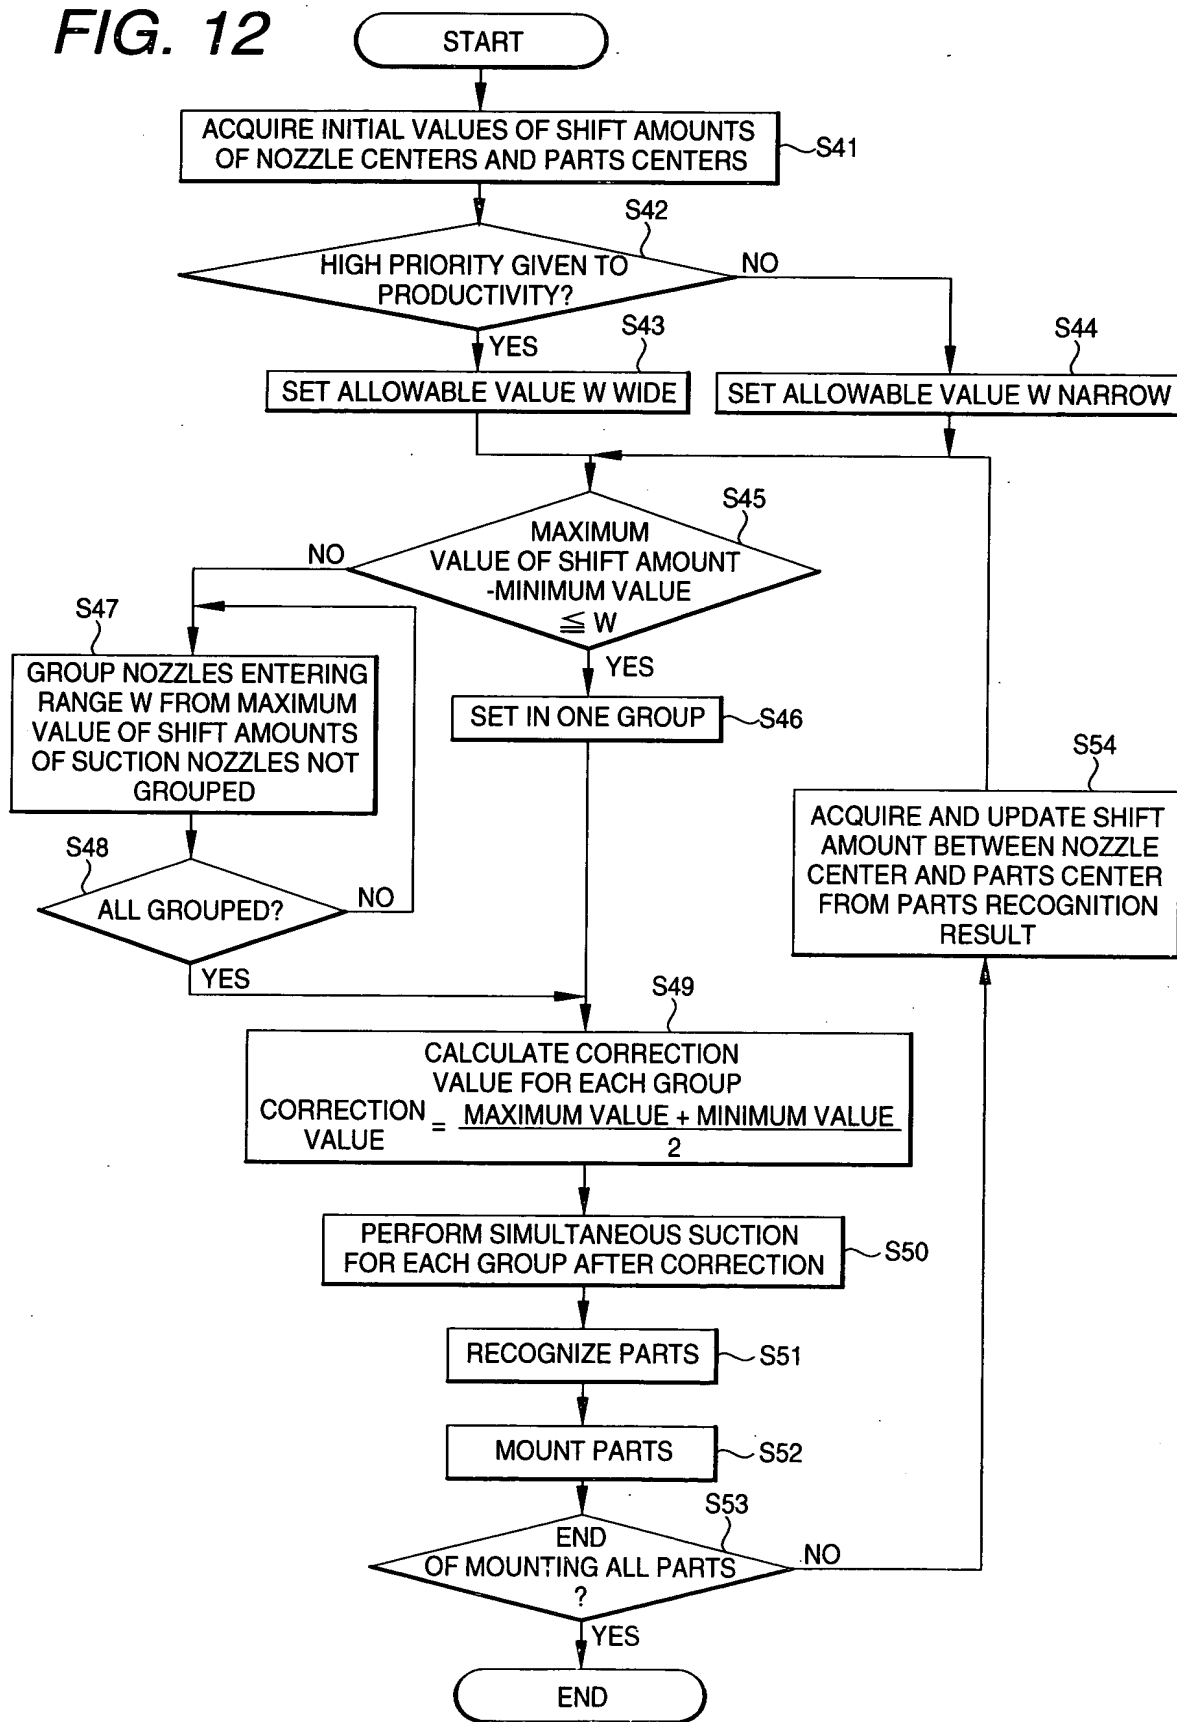 FIG. 12
START
ACQUIRE INITIAL VALUES OF SHIFT AMOUNTS
OF NOZZLE CENTERS AND PARTS CENTERS
S41
S42
HIGH PRIORITY GIVEN TO
PRODUCTIVITY?
NO
YES
S43
SET ALLOWABLE VALUE W WIDE
S44
SET ALLOWABLE VALUE W NARROW
S45
MAXIMUM
VALUE OF SHIFT AMOUNT
-MINIMUM VALUE
≦ W
NO
YES
S47
GROUP NOZZLES ENTERING
RANGE W FROM MAXIMUM
VALUE OF SHIFT AMOUNTS
OF SUCTION NOZZLES NOT
GROUPED
SET IN ONE GROUP
S46
S48
ALL GROUPED?
NO
YES
S54
ACQUIRE AND UPDATE SHIFT
AMOUNT BETWEEN NOZZLE
CENTER AND PARTS CENTER
FROM PARTS RECOGNITION
RESULT
S49
CALCULATE CORRECTION
VALUE FOR EACH GROUP
CORRECTION
VALUE
=
MAXIMUM VALUE + MINIMUM VALUE
2
PERFORM SIMULTANEOUS SUCTION
FOR EACH GROUP AFTER CORRECTION
S50
RECOGNIZE PARTS
S51
MOUNT PARTS
S52
S53
END
OF MOUNTING ALL PARTS
?
NO
YES
END